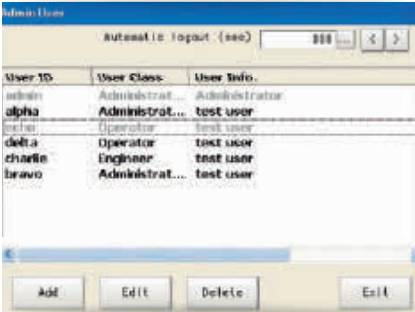 Admin User
Automatic logout (sec)
...
<
>
User ID User Class User Info.
admin Administrat... Administrator
alpha Administrat... test user
echo Operator test user
delta Operator test user
charlie Engineer test user
bravo Administrat... test user
Add Edit Delete Exit